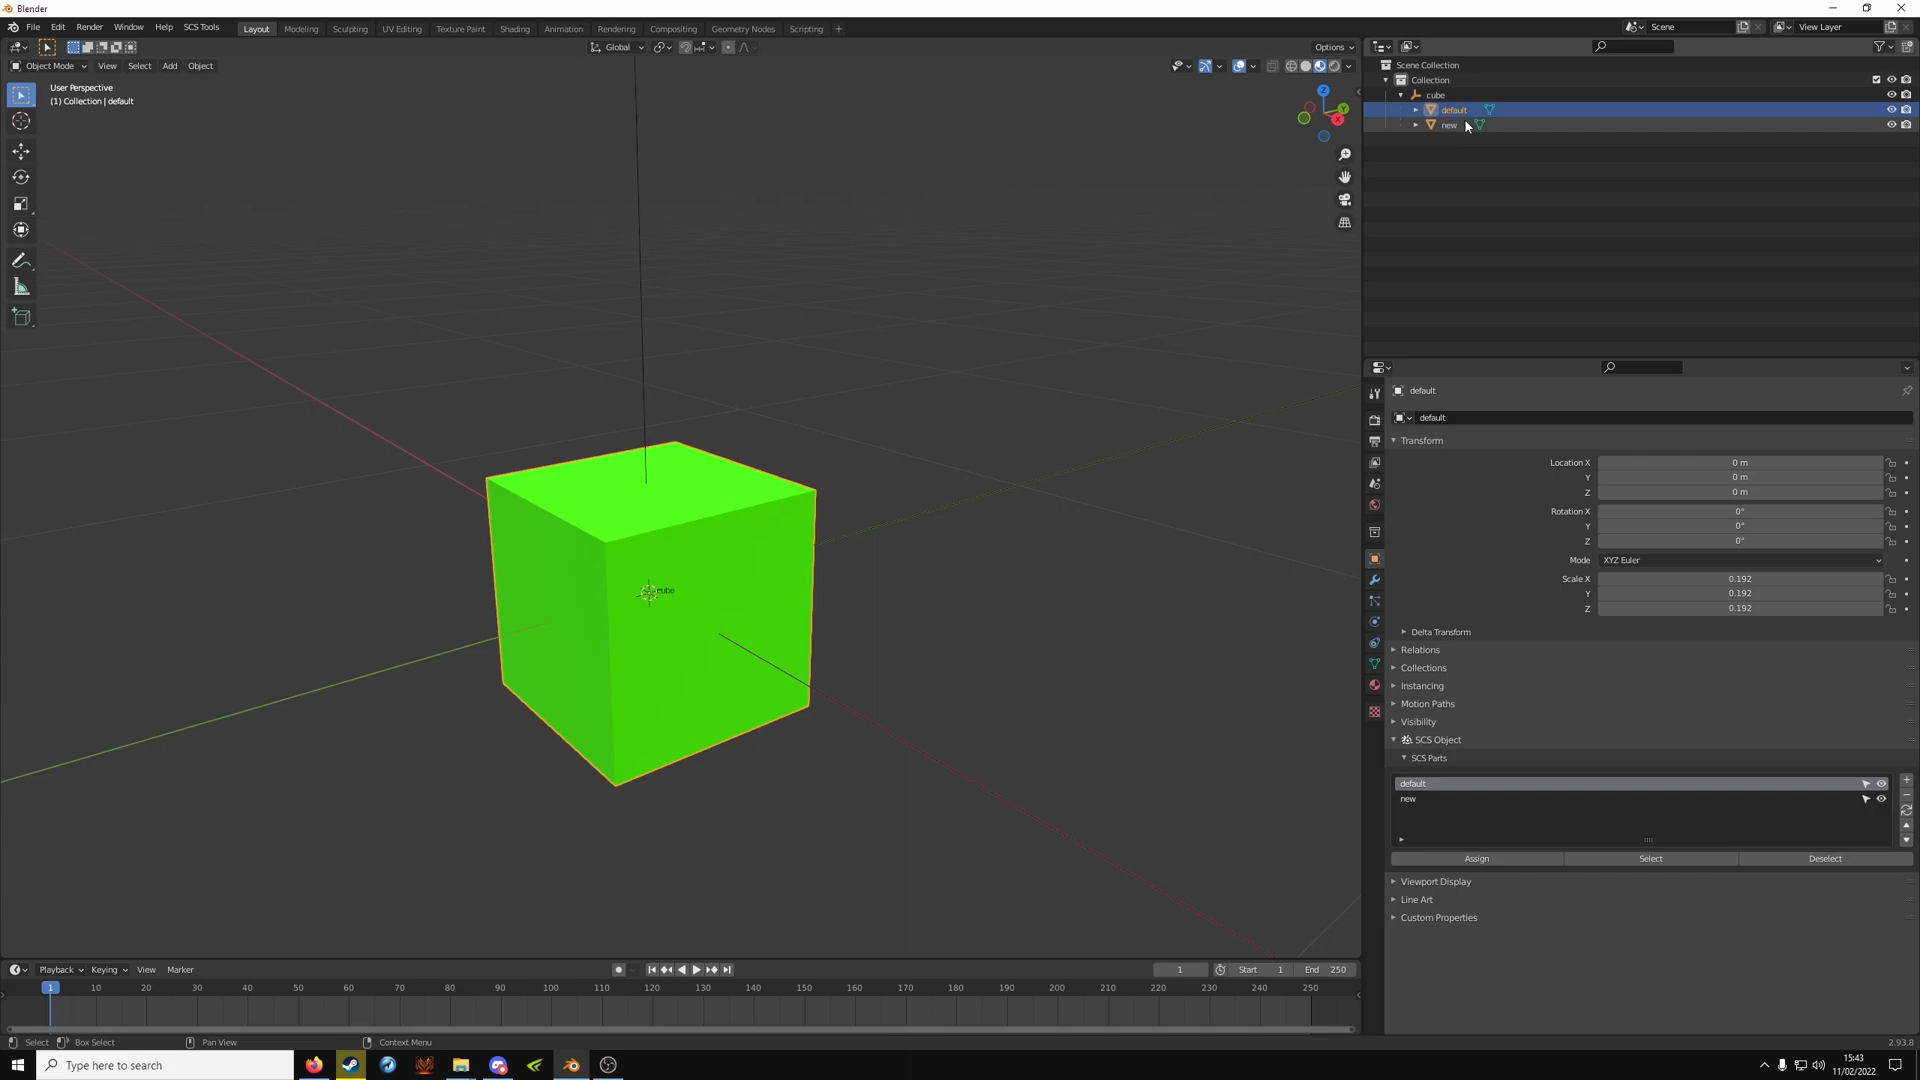 Blender
File Edit Render Window Help SCS Tools Layout Modeling Sculpting UV Editing Texture Paint Shading Animation Rendering Compositing Geometry Nodes Scripting + Scene View Layer
Global Options
Object Mode View Select Add Object
User Perspective
(1) Collection | default
Z
Y
X
cube
Scene Collection
Collection
cube
default
new
default
default
Transform
Location X 0 m
Y 0 m
Z 0 m
Rotation X 0°
Y 0°
Z 0°
Mode XYZ Euler
Scale X 0.192
Y 0.192
Z 0.192
Delta Transform
Relations
Collections
Instancing
Motion Paths
Visibility
SCS Object
SCS Parts
default
new
Assign Select Deselect
Viewport Display
Line Art
Custom Properties
Playback Keying View Marker 1 Start 1 End 250
1 10 20 30 40 50 60 70 80 90 100 110 120 130 140 150 160 170 180 190 200 210 220 230 240 250
Select Box Select Pan View Context Menu 2.93.8
Type here to search
15:43
11/02/2022